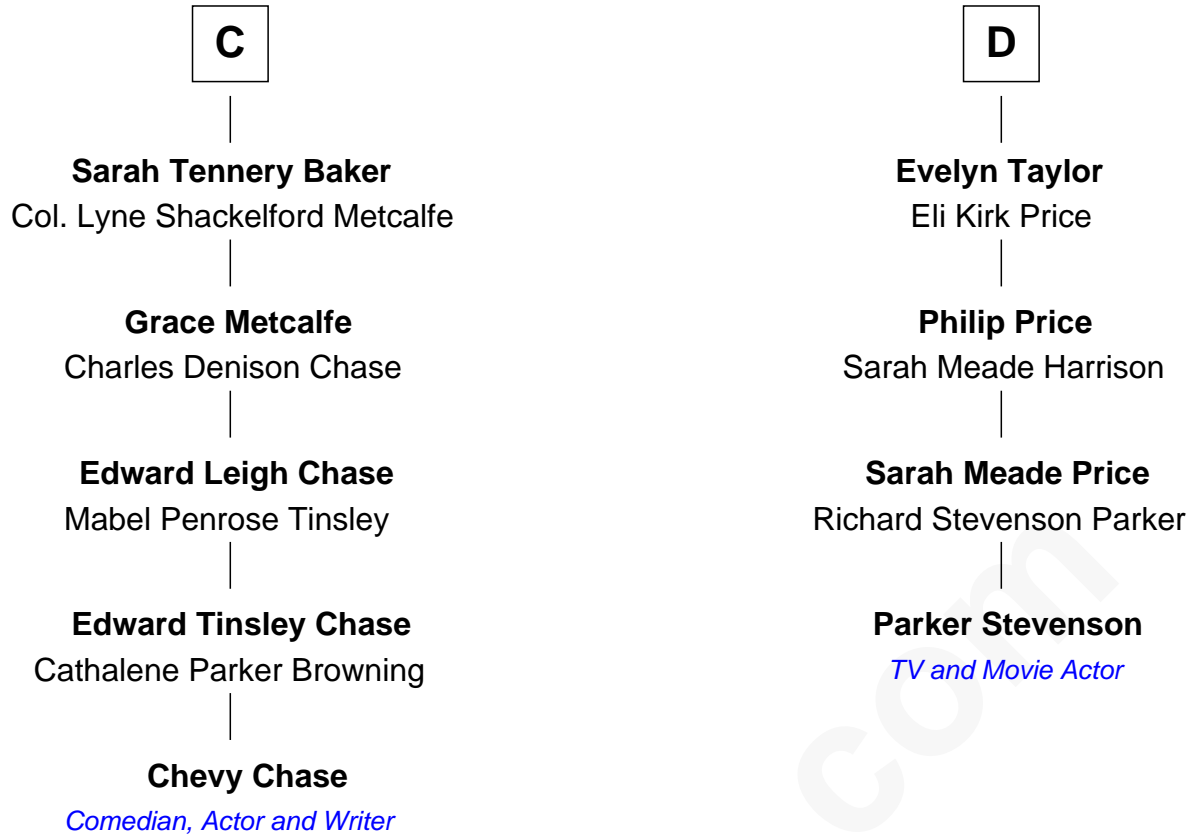 C
Sarah Tennery Baker
Col. Lyne Shackelford Metcalfe
Grace Metcalfe
Charles Denison Chase
Edward Leigh Chase
Mabel Penrose Tinsley
Edward Tinsley Chase
Cathalene Parker Browning
Chevy Chase
Comedian, Actor and Writer
D
Evelyn Taylor
Eli Kirk Price
Philip Price
Sarah Meade Harrison
Sarah Meade Price
Richard Stevenson Parker
Parker Stevenson
TV and Movie Actor
com